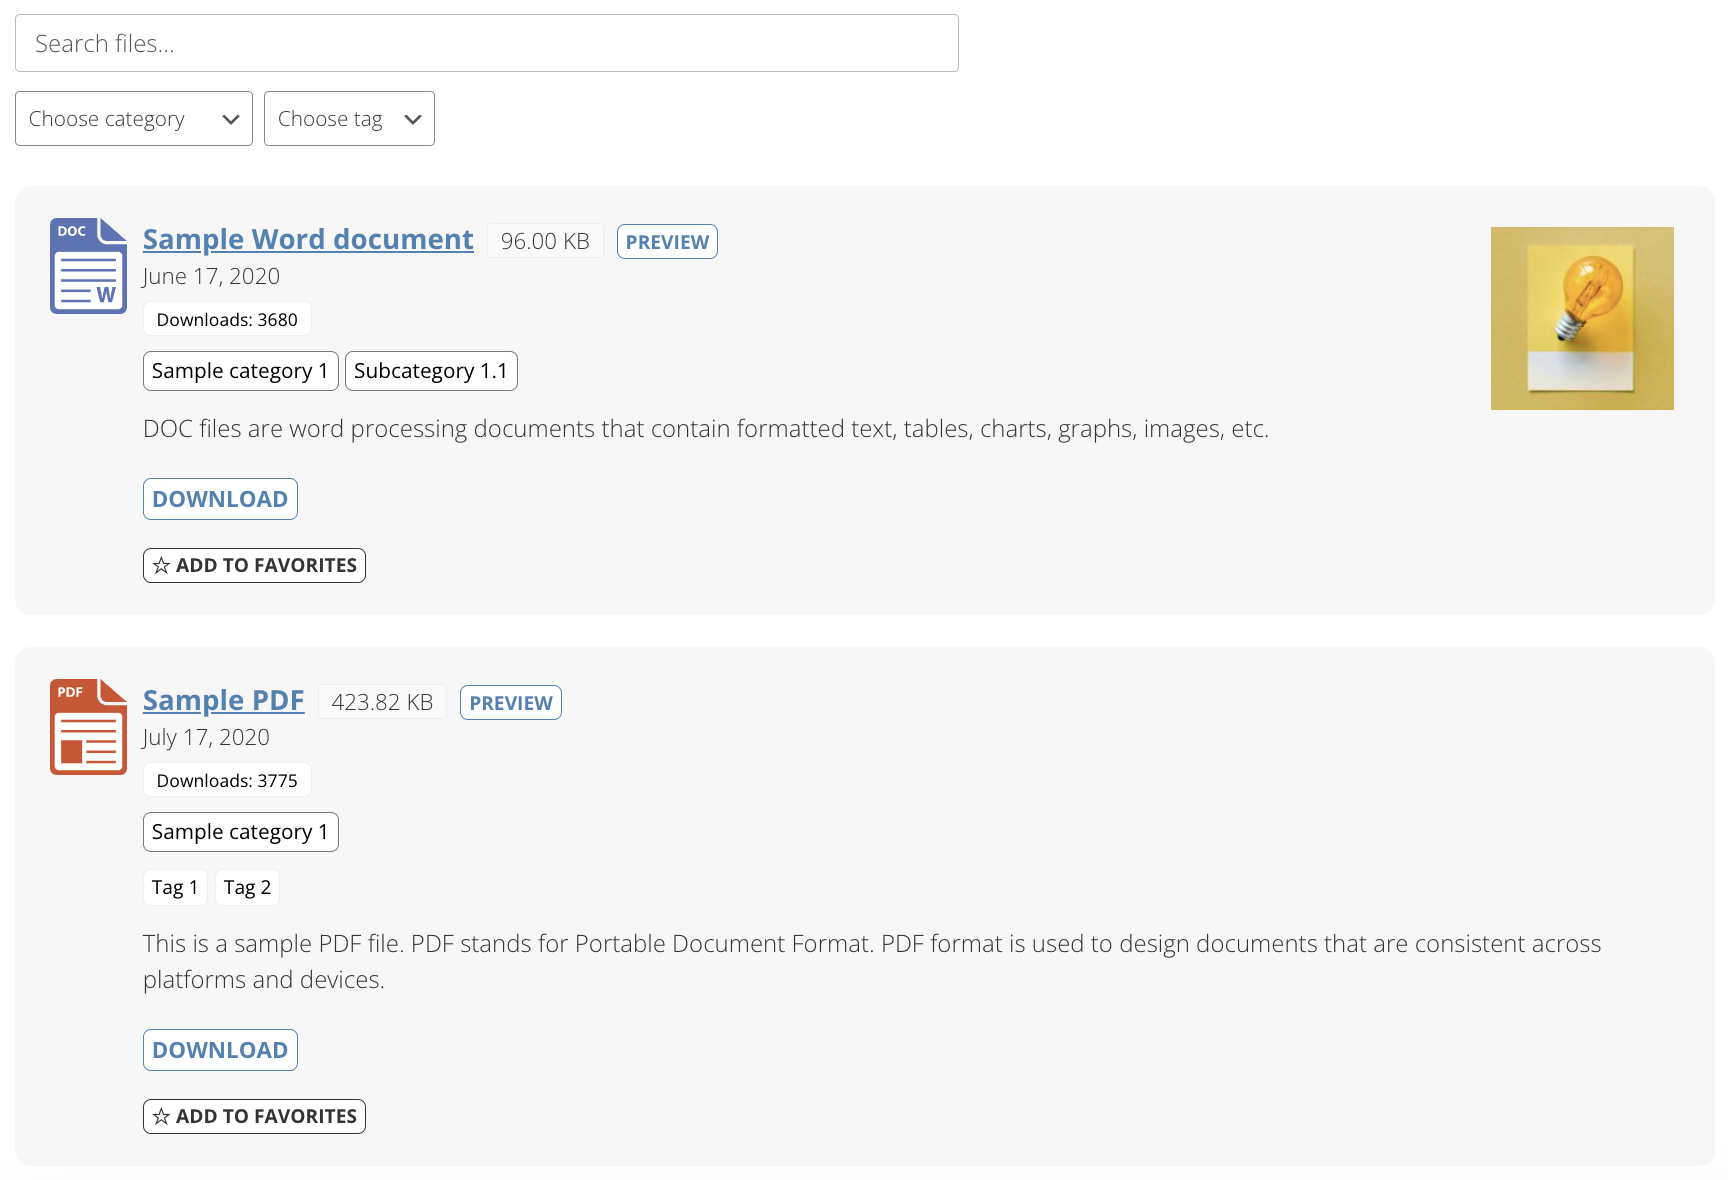 Search files...
Choose category
Choose tag
DOC
W
Sample Word document 96.00 KB PREVIEW
June 17, 2020
Downloads: 3680
Sample category 1 Subcategory 1.1
DOC files are word processing documents that contain formatted text, tables, charts, graphs, images, etc.
DOWNLOAD
☆ ADD TO FAVORITES
PDF
Sample PDF 423.82 KB PREVIEW
July 17, 2020
Downloads: 3775
Sample category 1
Tag 1 Tag 2
This is a sample PDF file. PDF stands for Portable Document Format. PDF format is used to design documents that are consistent across
platforms and devices.
DOWNLOAD
☆ ADD TO FAVORITES